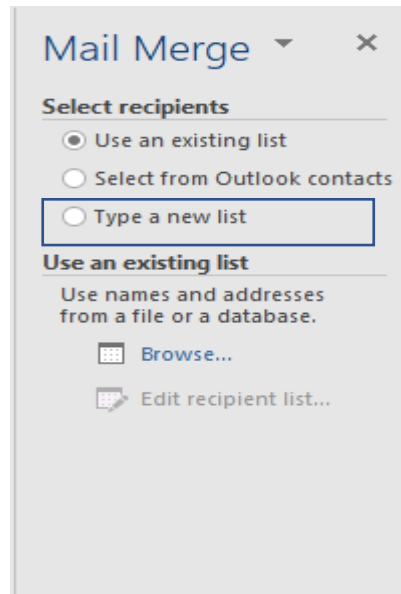 Mail Merge
Select recipients
Use an existing list
Select from Outlook contacts
Type a new list
Use an existing list
Use names and addresses
from a file or a database.
Browse...
Edit recipient list...